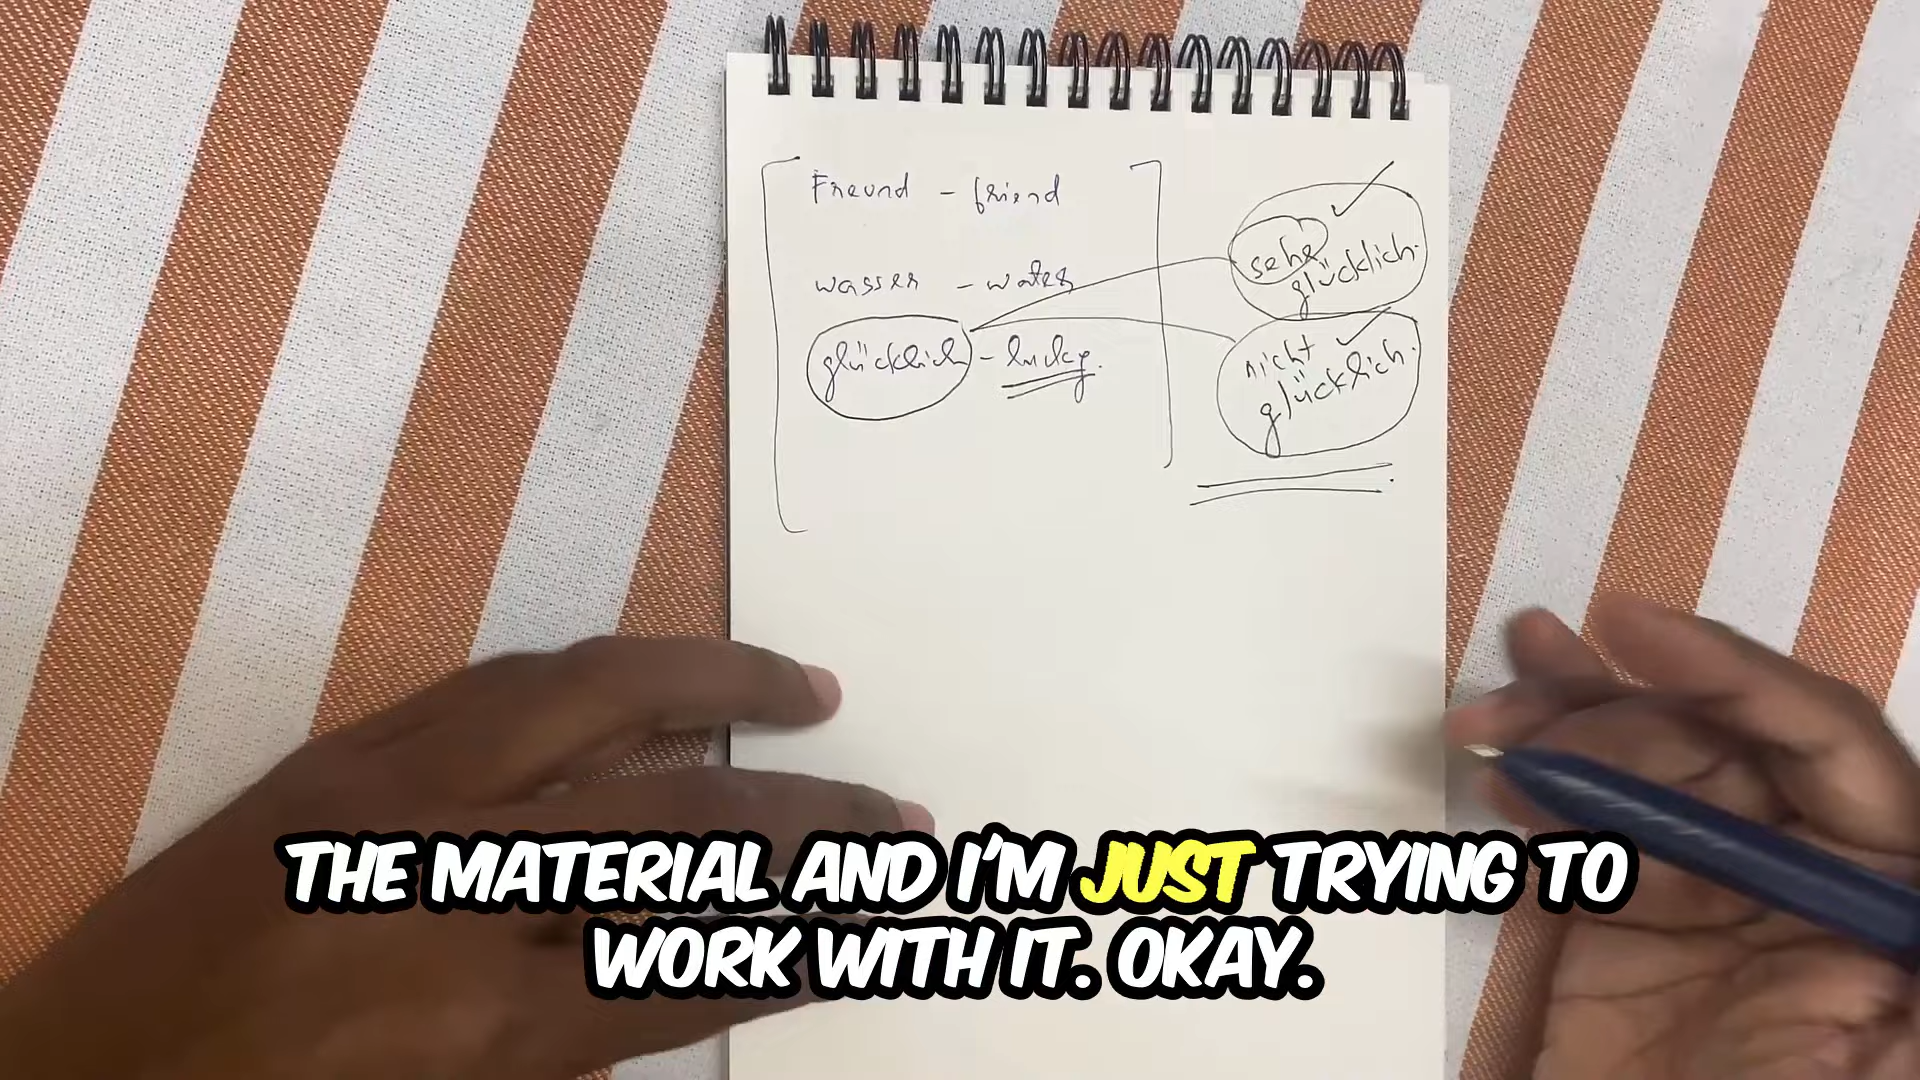 Freund - friend
wasser - water
glücklich - lucky.
sehr
glücklich.
nicht
glücklich.
THE MATERIAL AND I'M JUST TRYING TO
WORK WITH IT. OKAY.